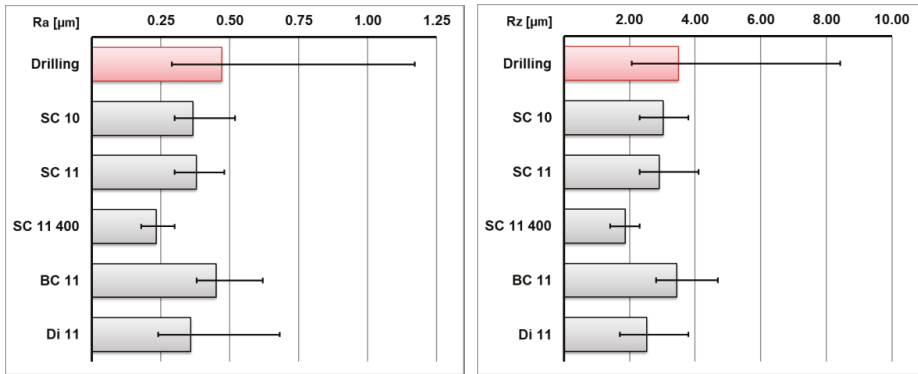 Ra [µm] 0.25 0.50 0.75 1.00 1.25
Drilling
SC 10
SC 11
SC 11 400
BC 11
Di 11
Rz [µm] 2.00 4.00 6.00 8.00 10.00
Drilling
SC 10
SC 11
SC 11 400
BC 11
Di 11